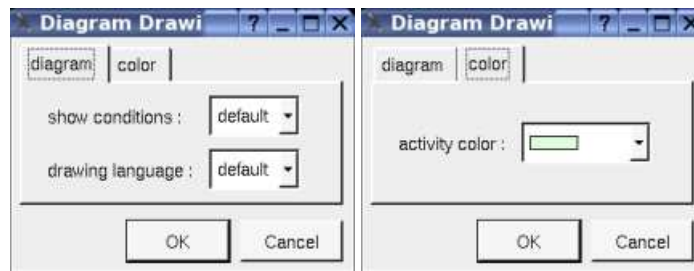 Diagram Drawi
diagram color
show conditions : default
drawing language : default
OK Cancel
Diagram Drawi
diagram color
activity color :
OK Cancel